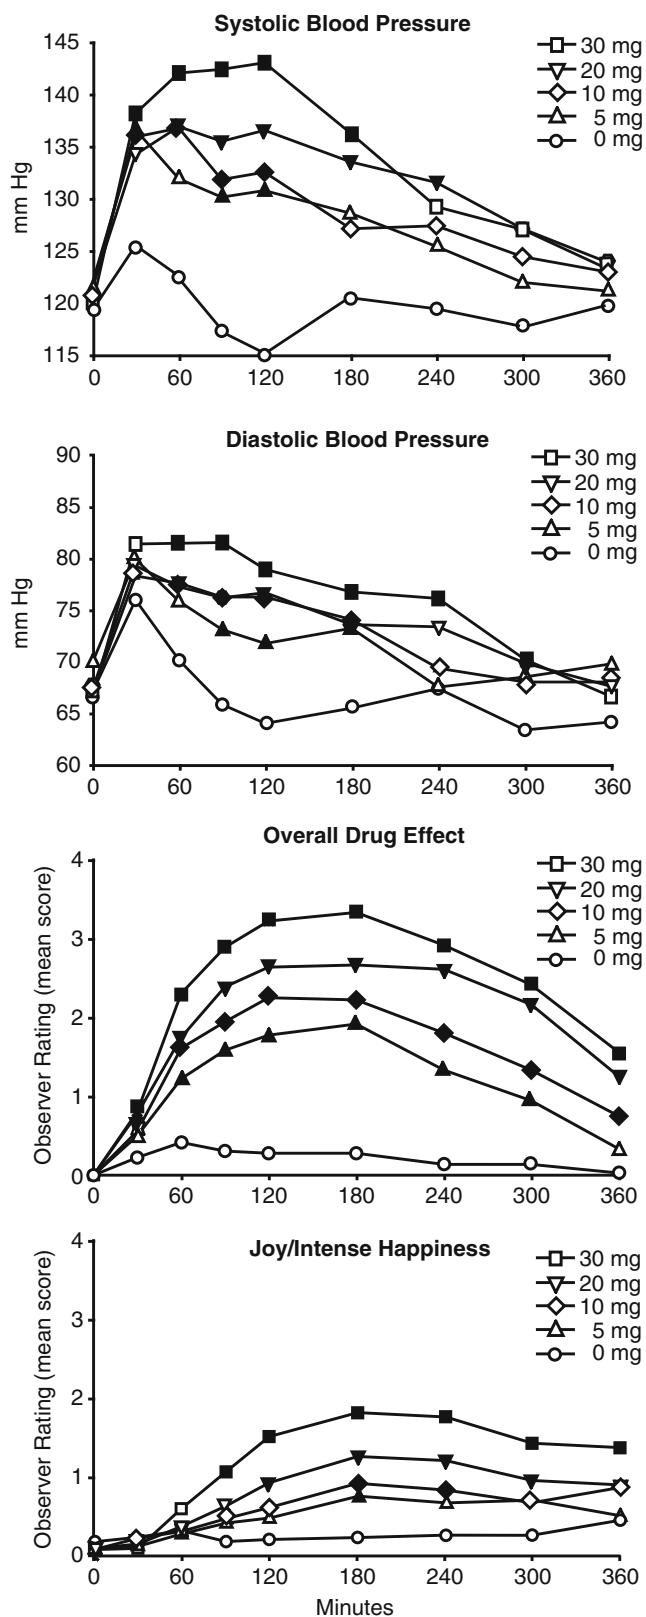 Systolic Blood Pressure
mm Hg
145
140
135
130
125
120
115
0 60 120 180 240 300 360
30 mg
20 mg
10 mg
5 mg
0 mg
Diastolic Blood Pressure
mm Hg
90
85
80
75
70
65
60
0 60 120 180 240 300 360
30 mg
20 mg
10 mg
5 mg
0 mg
Overall Drug Effect
Observer Rating (mean score)
4
3
2
1
0
0 60 120 180 240 300 360
30 mg
20 mg
10 mg
5 mg
0 mg
Joy/Intense Happiness
Observer Rating (mean score)
4
3
2
1
0
0 60 120 180 240 300 360
30 mg
20 mg
10 mg
5 mg
0 mg
Minutes